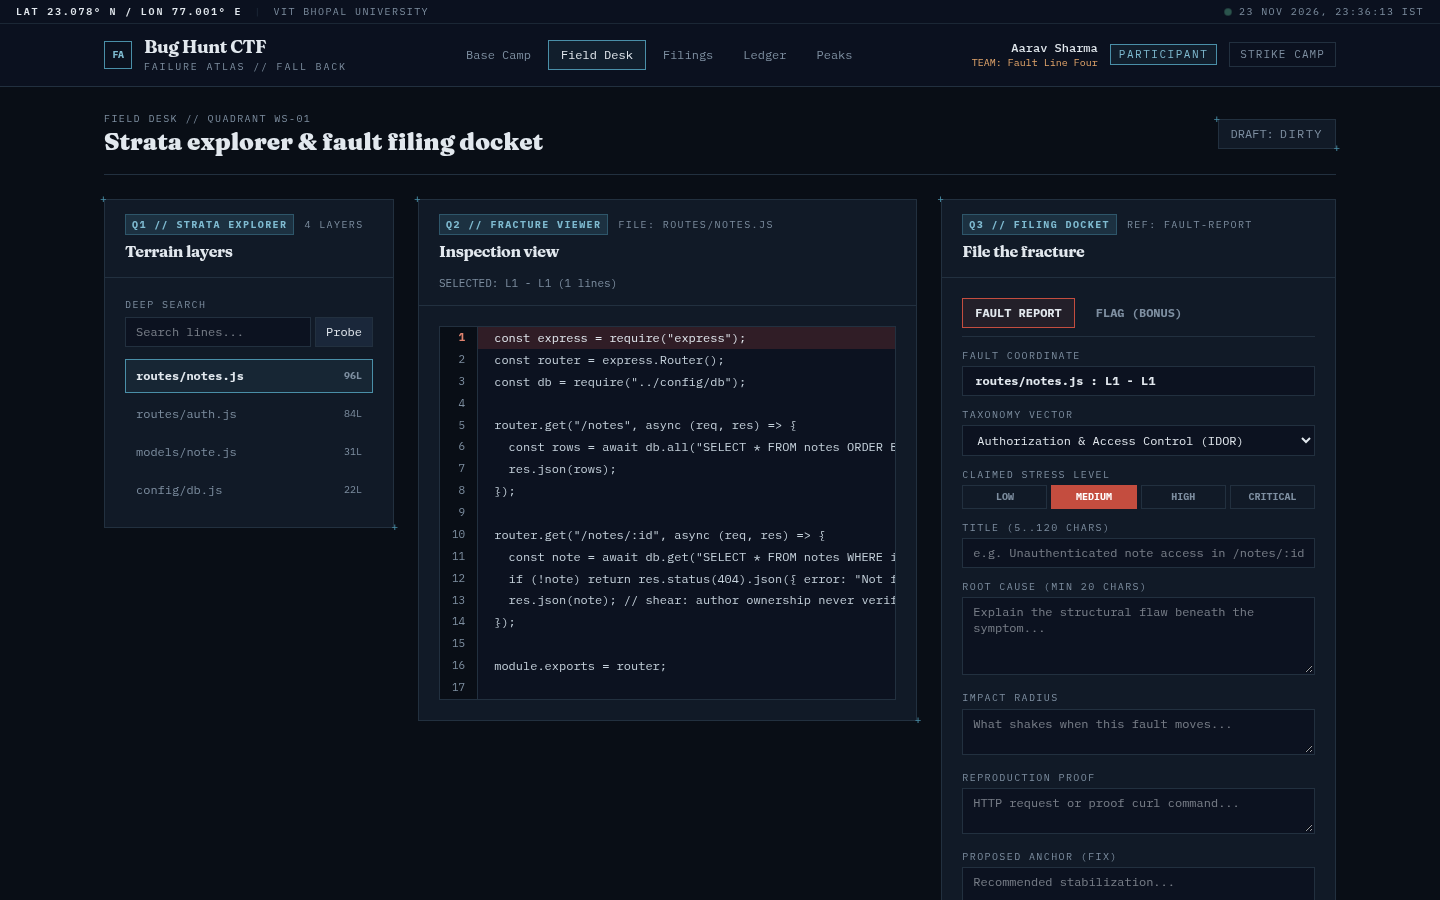 LAT 23.078° N / LON 77.001° E | VIT BHOPAL UNIVERSITY
23 NOV 2026, 23:36:13 IST
FA
Bug Hunt CTF
FAILURE ATLAS // FALL BACK
Base Camp
Field Desk
Filings
Ledger
Peaks
Aarav Sharma
TEAM: Fault Line Four
PARTICIPANT
STRIKE CAMP
FIELD DESK // QUADRANT WS-01
Strata explorer & fault filing docket
DRAFT: DIRTY
Q1 // STRATA EXPLORER
4 LAYERS
Terrain layers
DEEP SEARCH
Search lines...
Probe
routes/notes.js 96L
routes/auth.js 84L
models/note.js 31L
config/db.js 22L
Q2 // FRACTURE VIEWER
FILE: ROUTES/NOTES.JS
Inspection view
SELECTED: L1 - L1 (1 lines)
1 const express = require("express");
2 const router = express.Router();
3 const db = require("../config/db");
4
5 router.get("/notes", async (req, res) => {
6 const rows = await db.all("SELECT * FROM notes ORDER
7 res.json(rows);
8 });
9
10 router.get("/notes/:id", async (req, res) => {
11 const note = await db.get("SELECT * FROM notes WHERE
12 if (!note) return res.status(404).json({ error: "Not
13 res.json(note); // shear: author ownership never verif
14 });
15
16 module.exports = router;
17
Q3 // FILING DOCKET
REF: FAULT-REPORT
File the fracture
FAULT REPORT
FLAG (BONUS)
FAULT COORDINATE
routes/notes.js : L1 - L1
TAXONOMY VECTOR
Authorization & Access Control (IDOR)
CLAIMED STRESS LEVEL
LOW
MEDIUM
HIGH
CRITICAL
TITLE (5..120 CHARS)
e.g. Unauthenticated note access in /notes/:id
ROOT CAUSE (MIN 20 CHARS)
Explain the structural flaw beneath the
symptom...
IMPACT RADIUS
What shakes when this fault moves...
REPRODUCTION PROOF
HTTP request or proof curl command...
PROPOSED ANCHOR (FIX)
Recommended stabilization...